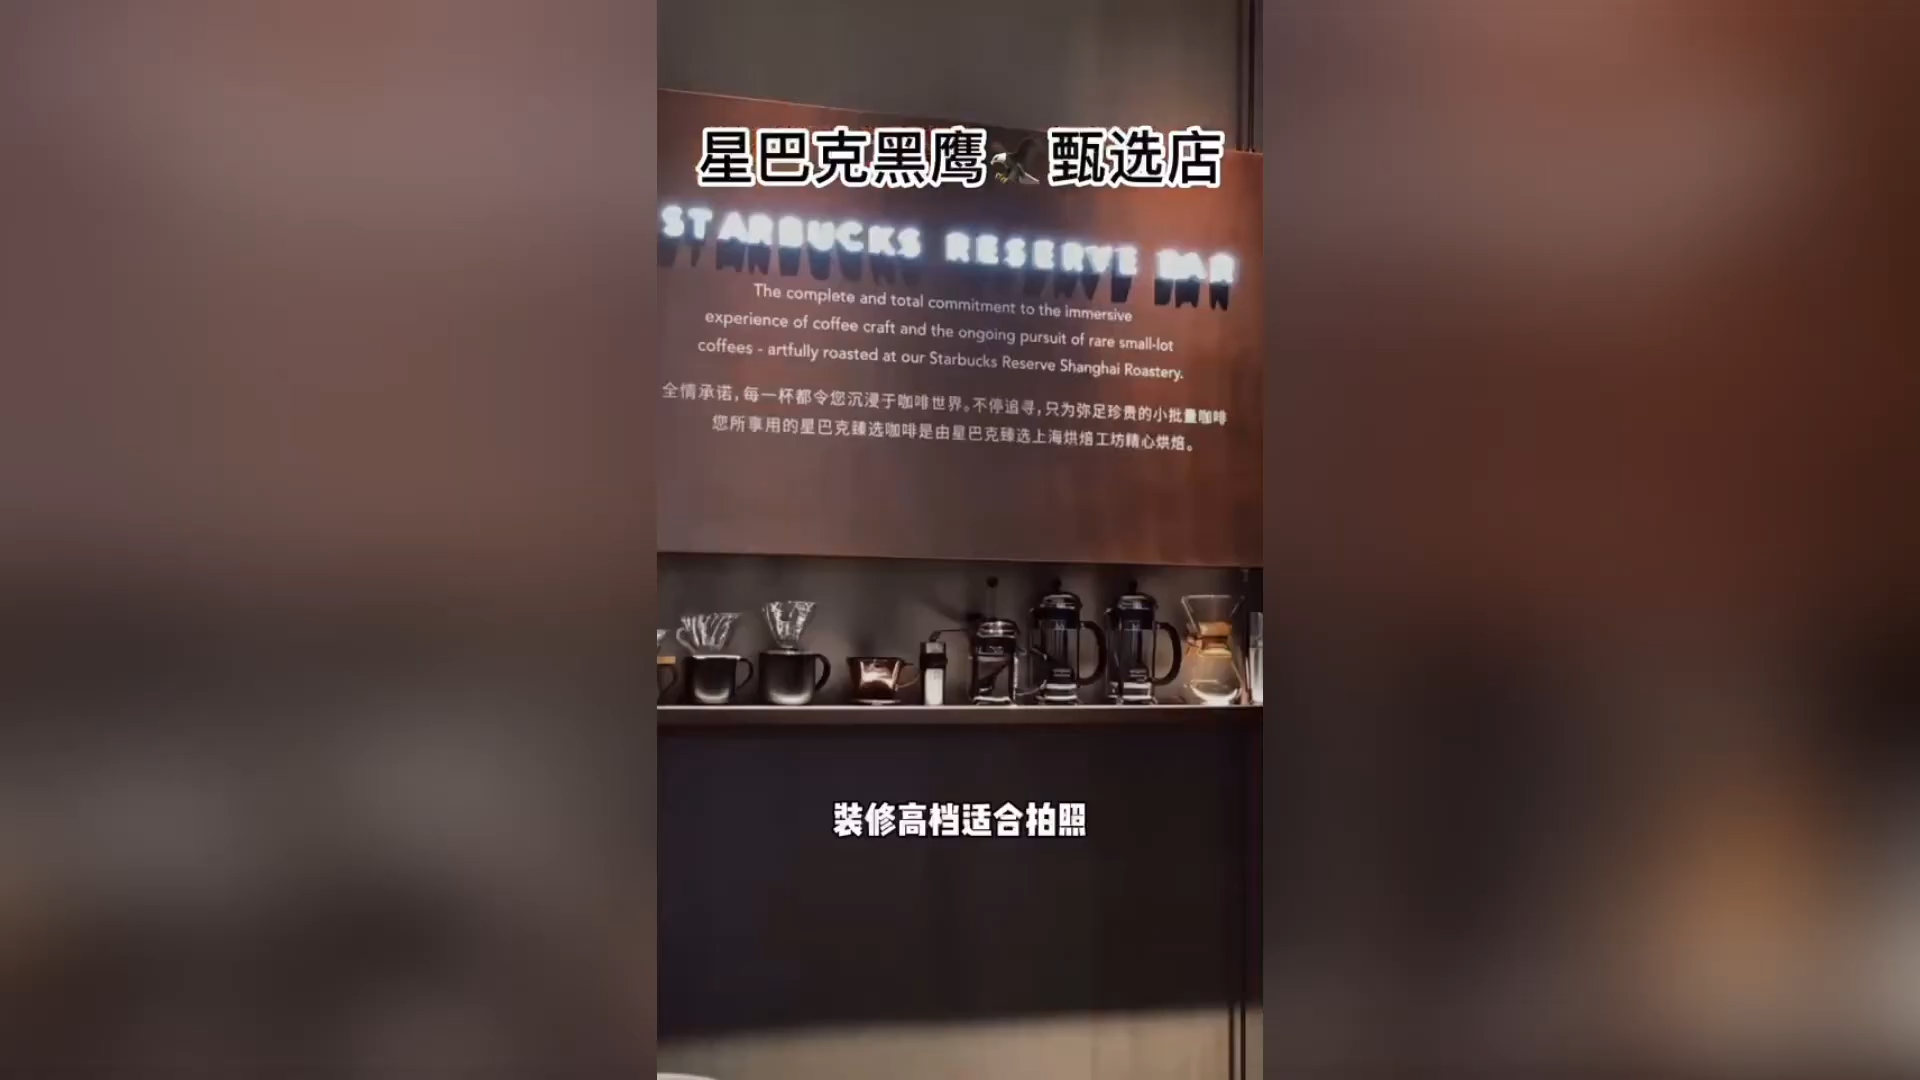 星巴克黑鹰🦅甄选店
STARBUCKS RESERVE BAR
The complete and total commitment to the immersive
experience of coffee craft and the ongoing pursuit of rare small-lot
coffees - artfully roasted at our Starbucks Reserve Shanghai Roastery.
全情承诺,每一杯都令您沉浸于咖啡世界。不停追寻,只为弥足珍贵的小批量咖啡
您所享用的星巴克臻选咖啡是由星巴克臻选上海烘焙工坊精心烘焙。
装修高档适合拍照